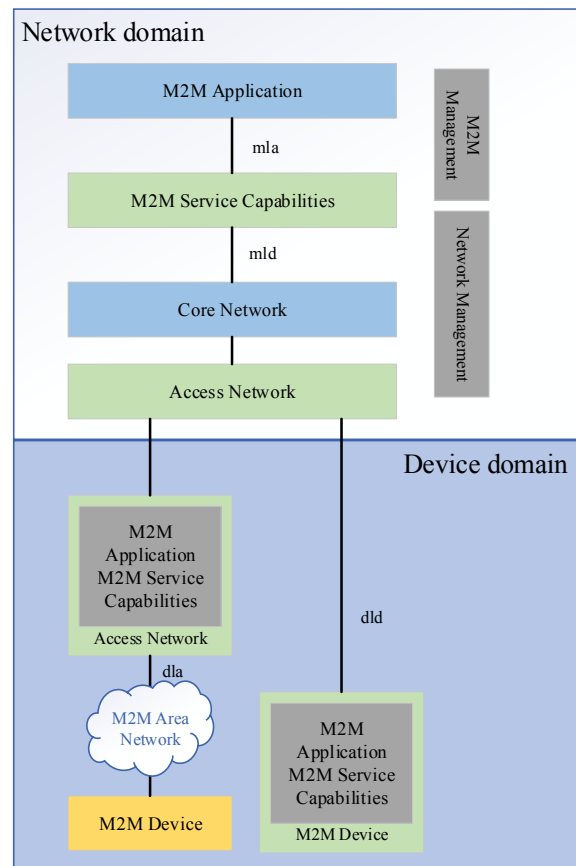 Network domain
M2M Application
M2M
Management
mla
M2M Service Capabilities
mld
Network Management
Core Network
Access Network
Device domain
M2M
Application
M2M Service
Capabilities
Access Network
dla
dld
M2M Area
Network
M2M Device
M2M
Application
M2M Service
Capabilities
M2M Device